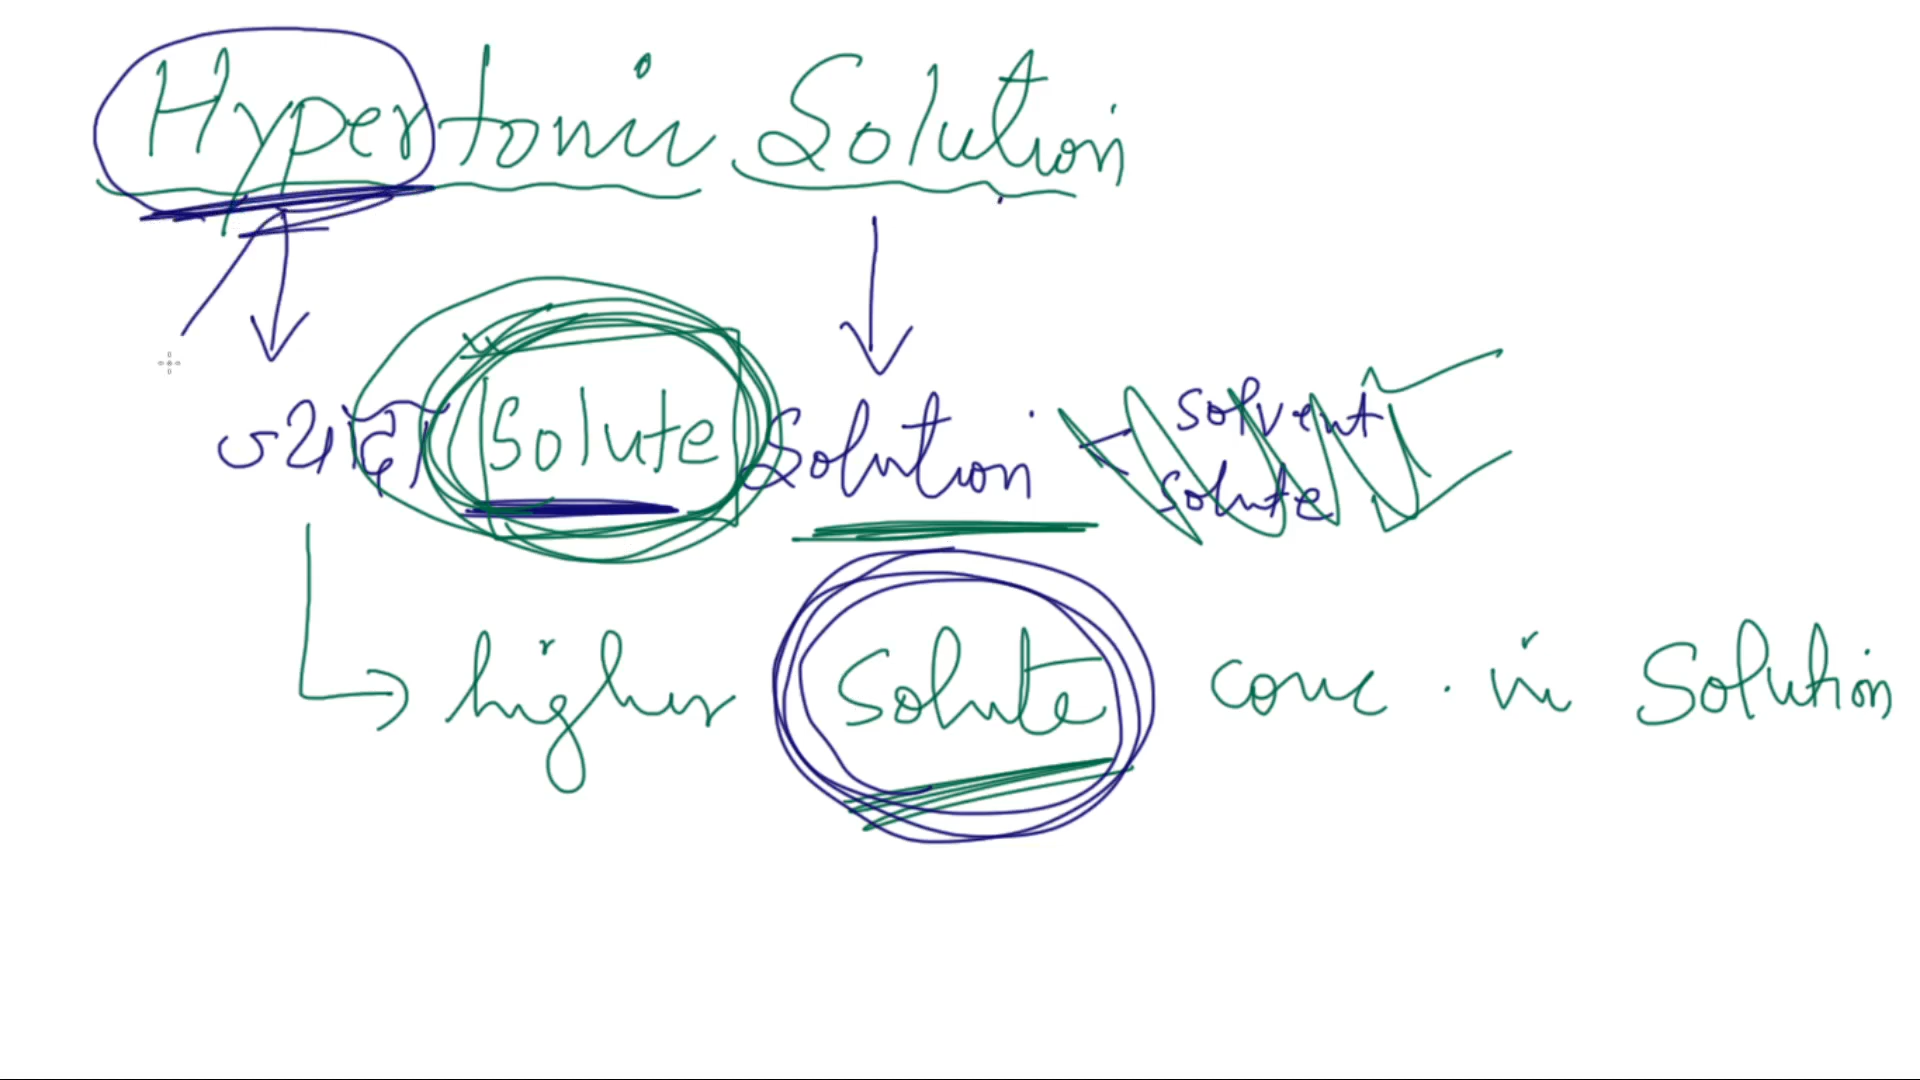 Hypertonic Solution
Solute Solution
solvent
solute
higher Solute conc. in Solution